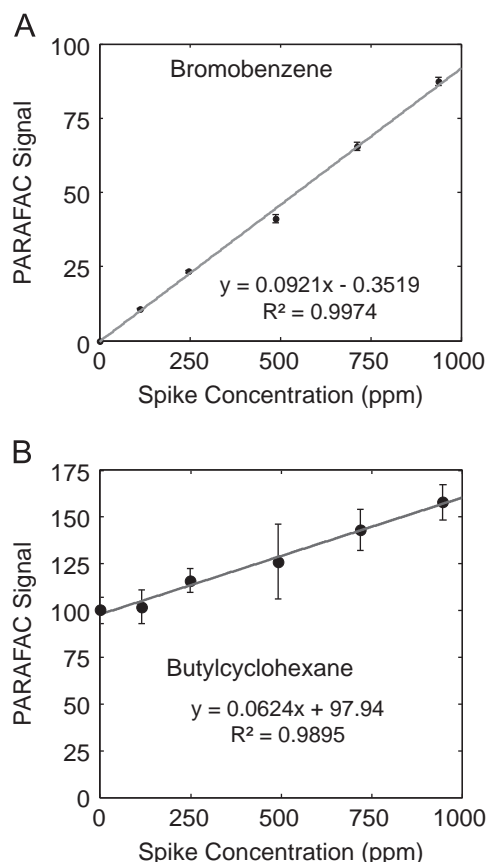 A
100
Bromobenzene
75
PARAFAC Signal
50
25
y = 0.0921x - 0.3519
R² = 0.9974
0
0 250 500 750 1000
Spike Concentration (ppm)
B
175
150
125
PARAFAC Signal
100
75
Butylcyclohexane
50
y = 0.0624x + 97.94
R² = 0.9895
25
0
0 250 500 750 1000
Spike Concentration (ppm)